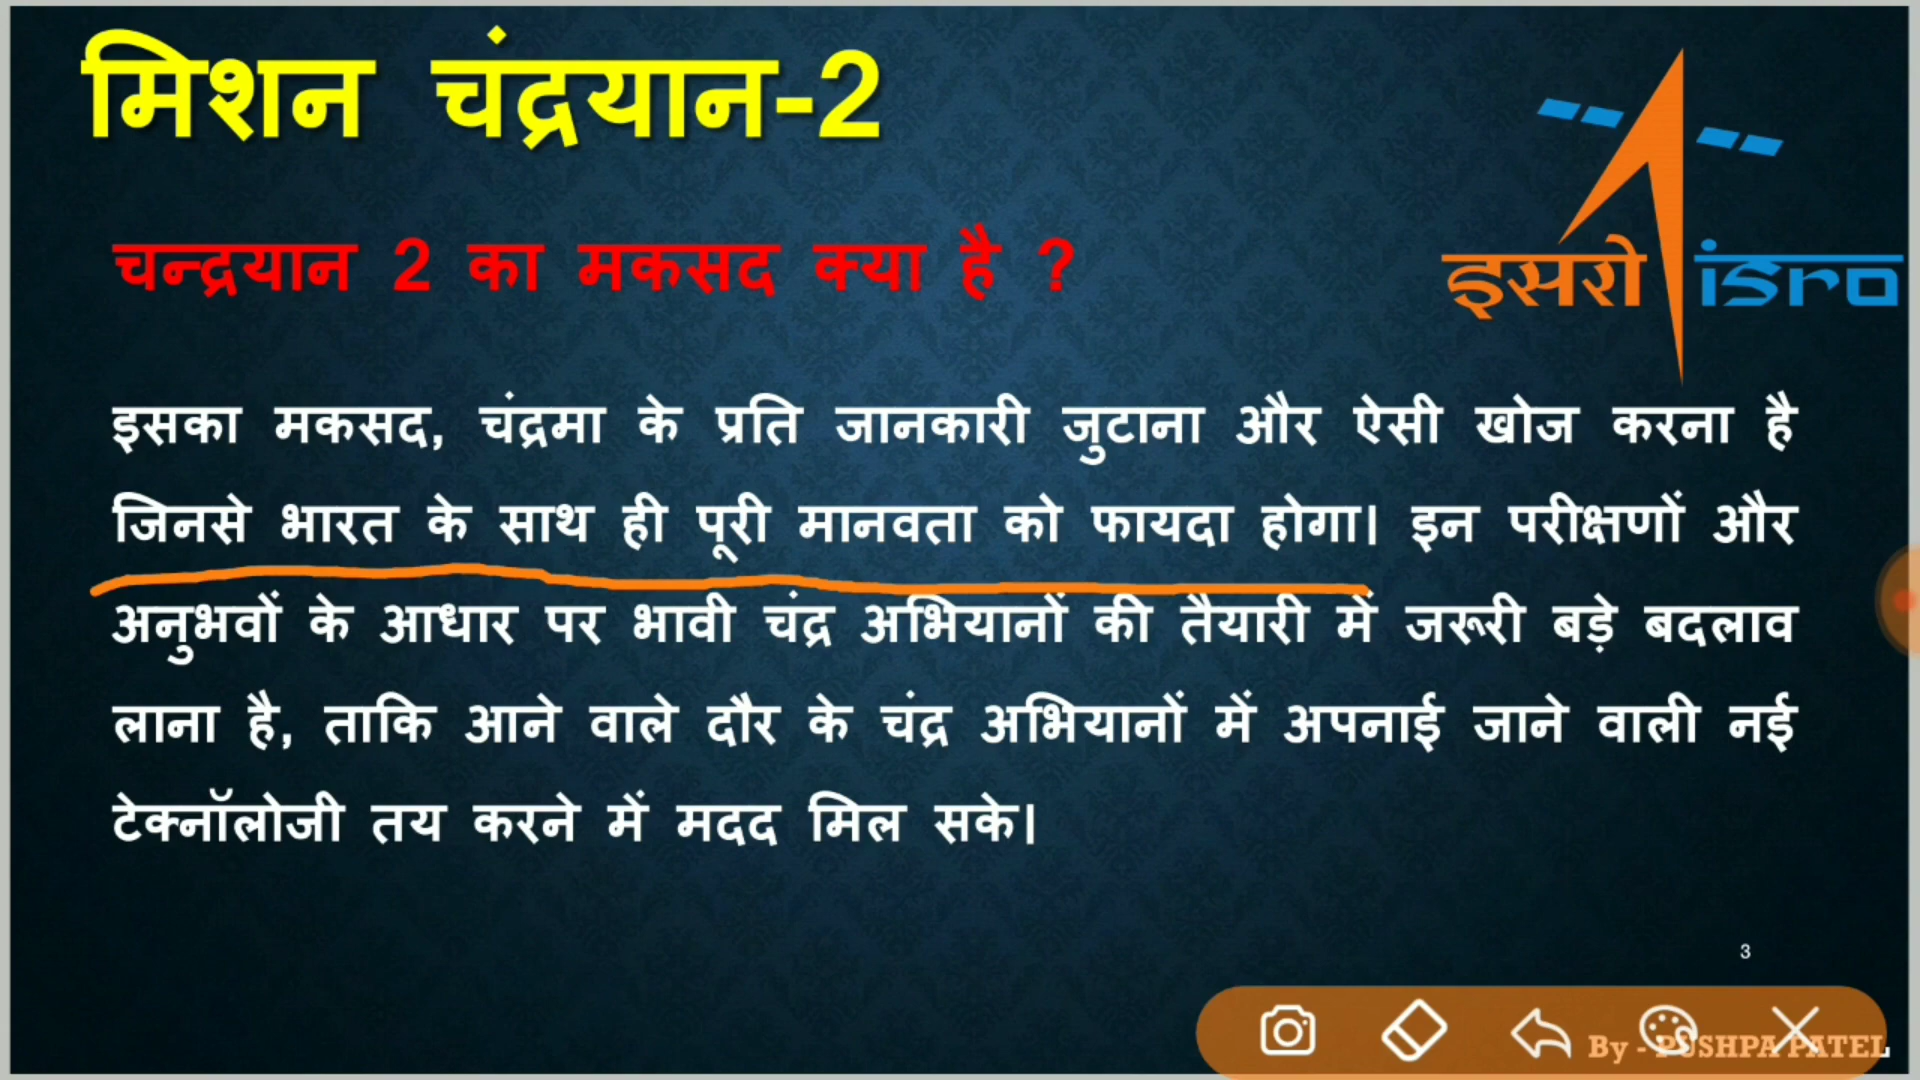 मिशन चंद्रयान-2
चन्द्रयान 2 का मकसद क्या है ?
इसरो isro
इसका मकसद, चंद्रमा के प्रति जानकारी जुटाना और ऐसी खोज करना है
जिनसे भारत के साथ ही पूरी मानवता को फायदा होगा। इन परीक्षणों और
अनुभवों के आधार पर भावी चंद्र अभियानों की तैयारी में जरूरी बड़े बदलाव
लाना है, ताकि आने वाले दौर के चंद्र अभियानों में अपनाई जाने वाली नई
टेक्नॉलोजी तय करने में मदद मिल सके।
3
By - PUSHPA PATEL